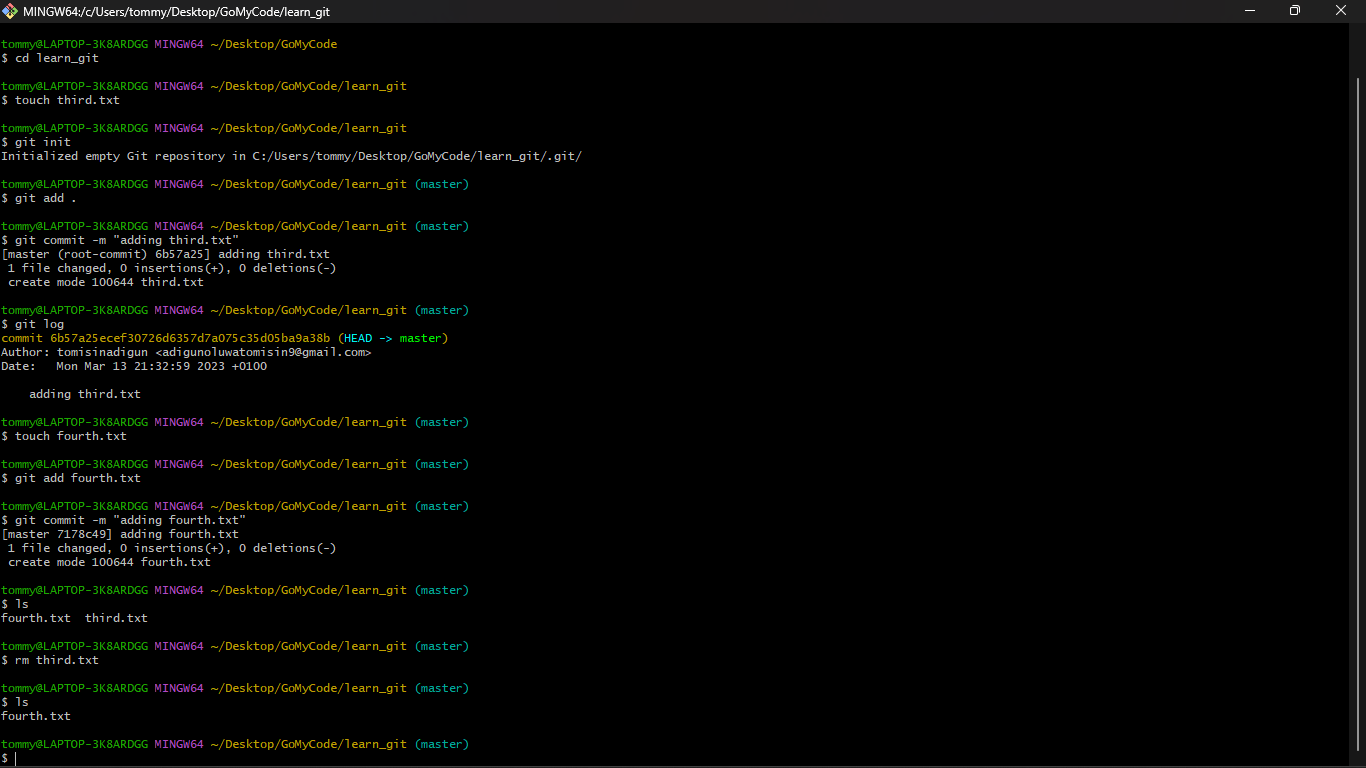 MINGW64:/c/Users/tommy/Desktop/GoMyCode/learn_git
tommy@LAPTOP-3K8ARDGG MINGW64 ~/Desktop/GoMyCode
$ cd learn_git
tommy@LAPTOP-3K8ARDGG MINGW64 ~/Desktop/GoMyCode/learn_git
$ touch third.txt
tommy@LAPTOP-3K8ARDGG MINGW64 ~/Desktop/GoMyCode/learn_git
$ git init
Initialized empty Git repository in C:/Users/tommy/Desktop/GoMyCode/learn_git/.git/
tommy@LAPTOP-3K8ARDGG MINGW64 ~/Desktop/GoMyCode/learn_git (master)
$ git add .
tommy@LAPTOP-3K8ARDGG MINGW64 ~/Desktop/GoMyCode/learn_git (master)
$ git commit -m "adding third.txt"
[master (root-commit) 6b57a25] adding third.txt
 1 file changed, 0 insertions(+), 0 deletions(-)
 create mode 100644 third.txt
tommy@LAPTOP-3K8ARDGG MINGW64 ~/Desktop/GoMyCode/learn_git (master)
$ git log
commit 6b57a25ecef30726d6357d7a075c35d05ba9a38b (HEAD -> master)
Author: tomisinadigun <adigunoluwatomisin9@gmail.com>
Date:   Mon Mar 13 21:32:59 2023 +0100
    adding third.txt
tommy@LAPTOP-3K8ARDGG MINGW64 ~/Desktop/GoMyCode/learn_git (master)
$ touch fourth.txt
tommy@LAPTOP-3K8ARDGG MINGW64 ~/Desktop/GoMyCode/learn_git (master)
$ git add fourth.txt
tommy@LAPTOP-3K8ARDGG MINGW64 ~/Desktop/GoMyCode/learn_git (master)
$ git commit -m "adding fourth.txt"
[master 7178c49] adding fourth.txt
 1 file changed, 0 insertions(+), 0 deletions(-)
 create mode 100644 fourth.txt
tommy@LAPTOP-3K8ARDGG MINGW64 ~/Desktop/GoMyCode/learn_git (master)
$ ls
fourth.txt  third.txt
tommy@LAPTOP-3K8ARDGG MINGW64 ~/Desktop/GoMyCode/learn_git (master)
$ rm third.txt
tommy@LAPTOP-3K8ARDGG MINGW64 ~/Desktop/GoMyCode/learn_git (master)
$ ls
fourth.txt
tommy@LAPTOP-3K8ARDGG MINGW64 ~/Desktop/GoMyCode/learn_git (master)
$